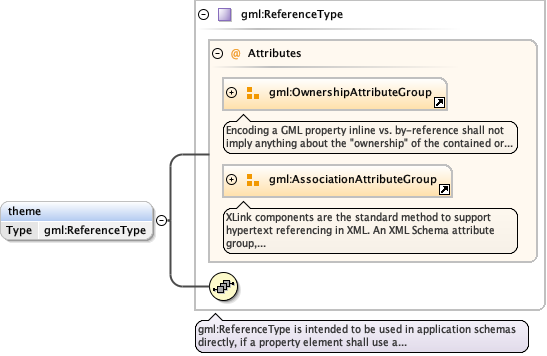 gml:ReferenceType
@ Attributes
gml:OwnershipAttributeGroup
Encoding a GML property inline vs. by-reference shall not
imply anything about the "ownership" of the contained or...
gml:AssociationAttributeGroup
XLink components are the standard method to support
hypertext referencing in XML. An XML Schema attribute
group,...
theme
Type gml:ReferenceType
gml:ReferenceType is intended to be used in application schemas
directly, if a property element shall use a...